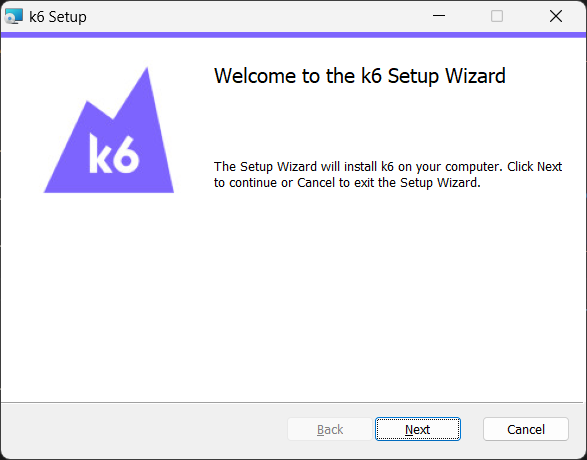 k6 Setup
Welcome to the k6 Setup Wizard
k6
The Setup Wizard will install k6 on your computer. Click Next
to continue or Cancel to exit the Setup Wizard.
Back
Next
Cancel